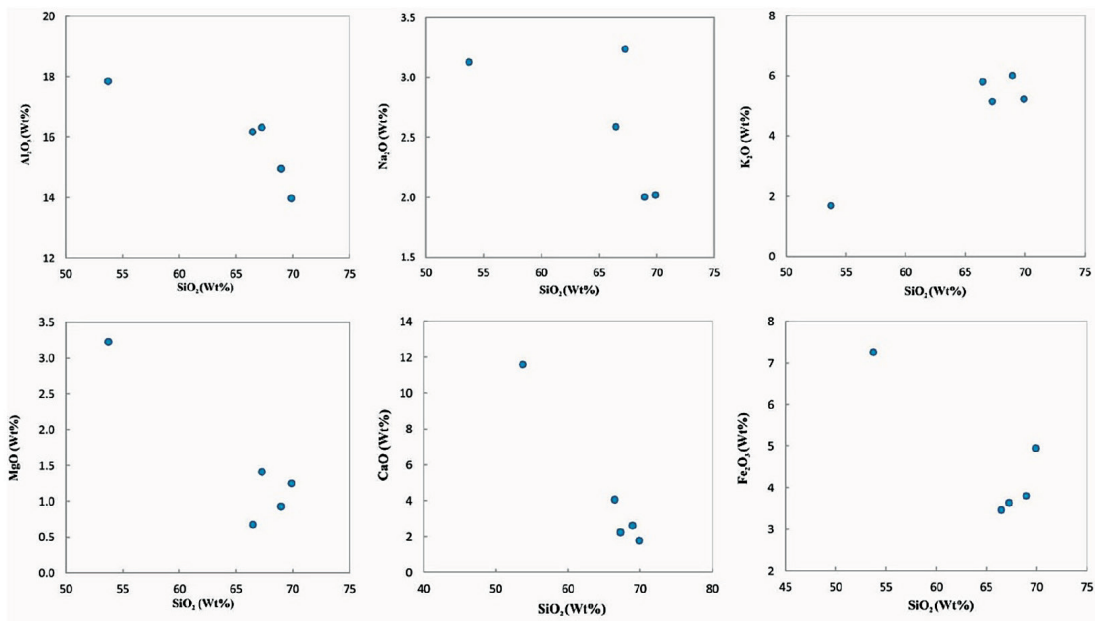 20
18
16
14
12
Al₂O₃(Wt%)
50 55 60 65 70 75
SiO₂(Wt%)
3.5
3.0
2.5
2.0
1.5
Na₂O (Wt%)
50 55 60 65 70 75
SiO₂(Wt%)
8
6
4
2
0
K₂O (Wt%)
50 55 60 65 70 75
SiO₂(Wt%)
3.5
3.0
2.5
2.0
1.5
1.0
0.5
0.0
MgO (Wt%)
50 55 60 65 70 75
SiO₂ (Wt%)
14
12
10
8
6
4
2
0
CaO (Wt%)
40 50 60 70 80
SiO₂(Wt%)
8
7
6
5
4
3
2
Fe₂O₃(Wt%)
45 50 55 60 65 70 75
SiO₂(Wt%)